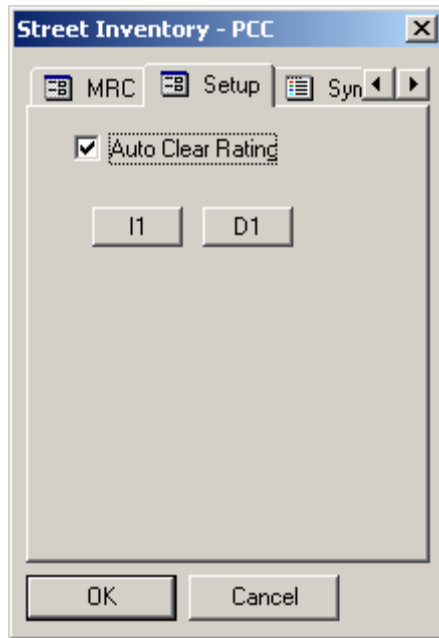 Street Inventory - PCC
MRC Setup Syn
Auto Clear Rating
I1 D1
OK Cancel